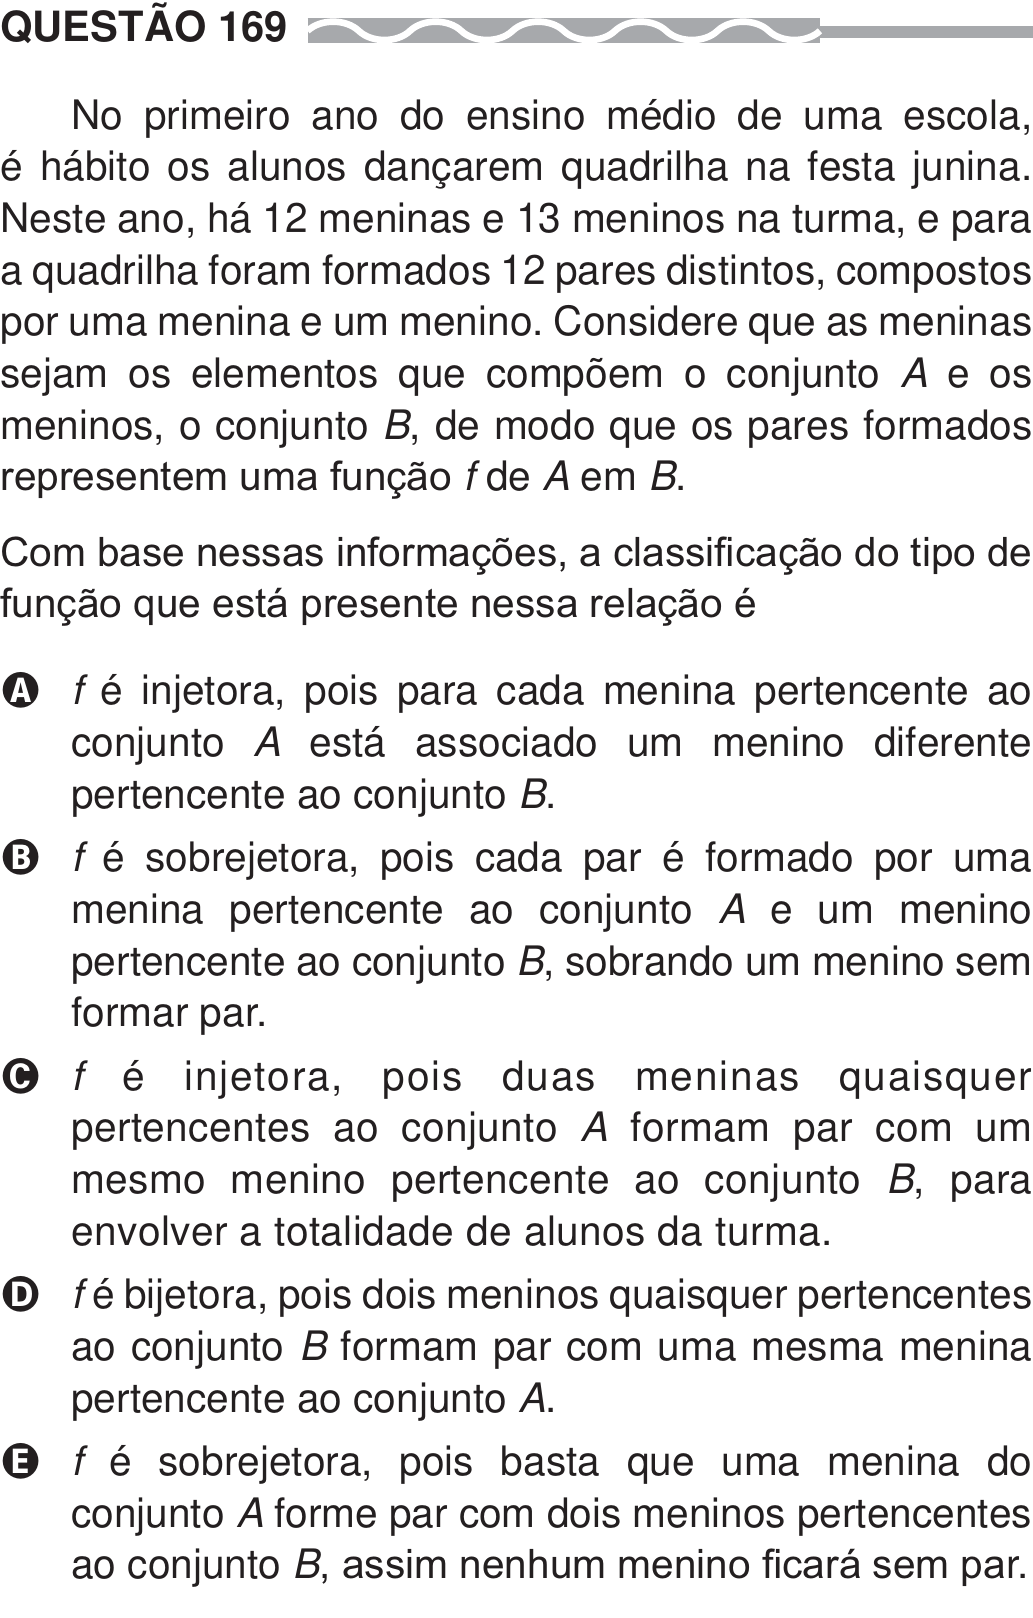 QUESTÃO 169
No primeiro ano do ensino médio de uma escola,
é hábito os alunos dançarem quadrilha na festa junina.
Neste ano, há 12 meninas e 13 meninos na turma, e para
a quadrilha foram formados 12 pares distintos, compostos
por uma menina e um menino. Considere que as meninas
sejam os elementos que compõem o conjunto A e os
meninos, o conjunto B, de modo que os pares formados
representem uma função f de A em B.
Com base nessas informações, a classificação do tipo de
função que está presente nessa relação é
A f é injetora, pois para cada menina pertencente ao
conjunto A está associado um menino diferente
pertencente ao conjunto B.
B f é sobrejetora, pois cada par é formado por uma
menina pertencente ao conjunto A e um menino
pertencente ao conjunto B, sobrando um menino sem
formar par.
C f é injetora, pois duas meninas quaisquer
pertencentes ao conjunto A formam par com um
mesmo menino pertencente ao conjunto B, para
envolver a totalidade de alunos da turma.
D f é bijetora, pois dois meninos quaisquer pertencentes
ao conjunto B formam par com uma mesma menina
pertencente ao conjunto A.
E f é sobrejetora, pois basta que uma menina do
conjunto A forme par com dois meninos pertencentes
ao conjunto B, assim nenhum menino ficará sem par.